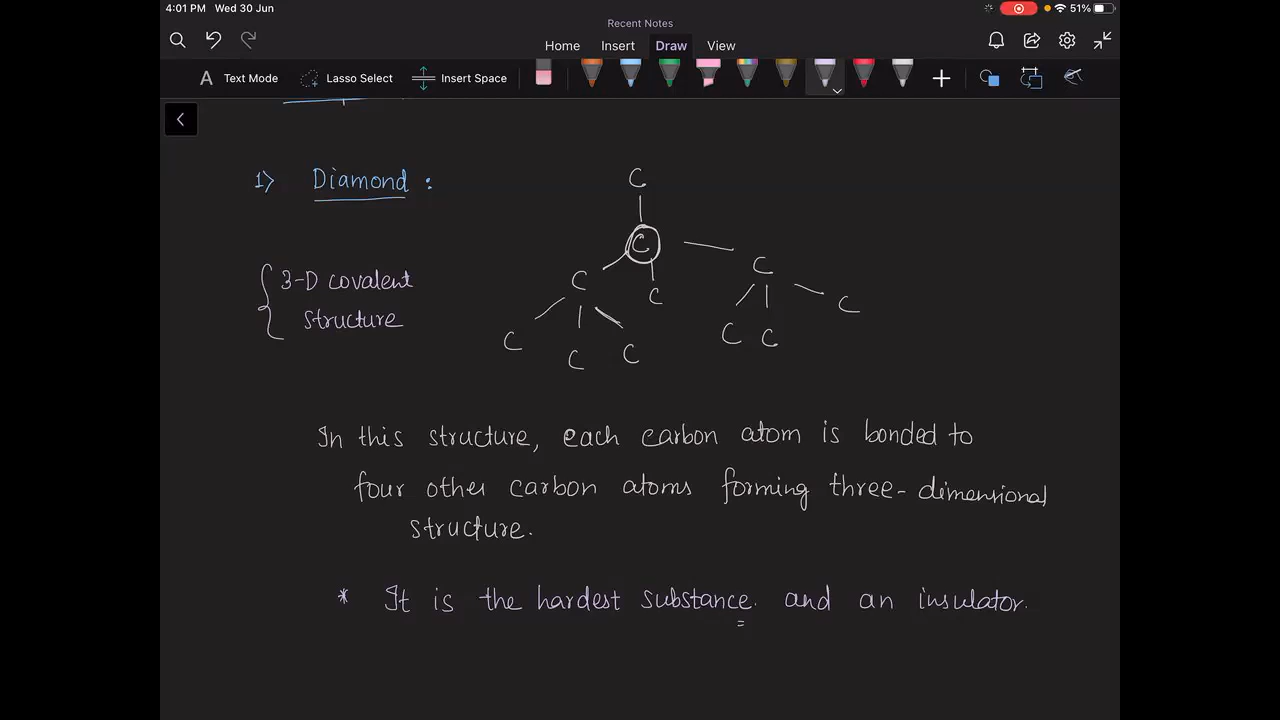 4:01 PM Wed 30 Jun
51%
Recent Notes
Home Insert Draw View
Text Mode Lasso Select Insert Space
1> Diamond :
C
C
C
C
C
C
C
C
C
C
C
C
3-D covalent
structure
In this structure, each carbon atom is bonded to
four other carbon atoms forming three-dimensional
structure.
* It is the hardest substance. and an insulator.